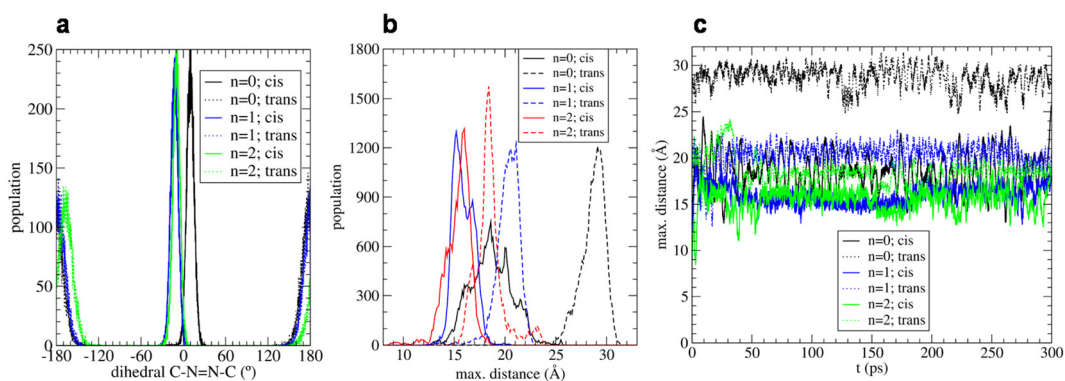 a
250
200
150
100
50
0
population
-180 -120 -60 0 60 120 180
dihedral C-N=N-C (º)
n=0; cis
n=0; trans
n=1; cis
n=1; trans
n=2; cis
n=2; trans
b
1800
1500
1200
900
600
300
0
population
10 15 20 25 30
max. distance (Å)
n=0; cis
n=0; trans
n=1; cis
n=1; trans
n=2; cis
n=2; trans
c
30
25
20
15
10
5
0
max. distance (Å)
0 50 100 150 200 250 300
t (ps)
n=0; cis
n=0; trans
n=1; cis
n=1; trans
n=2; cis
n=2; trans